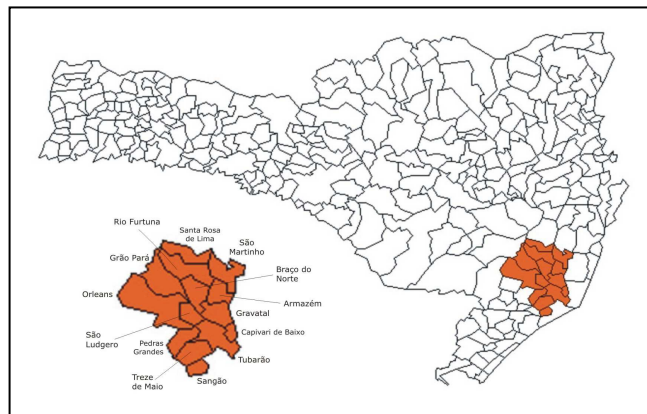 Rio Furtuna
Santa Rosa
de Lima
São
Martinho
Grão Pará
Braço do
Norte
Orleans
Armazém
Gravatal
São
Ludgero
Capivari de Baixo
Pedras
Grandes
Tubarão
Treze
de Maio
Sangão